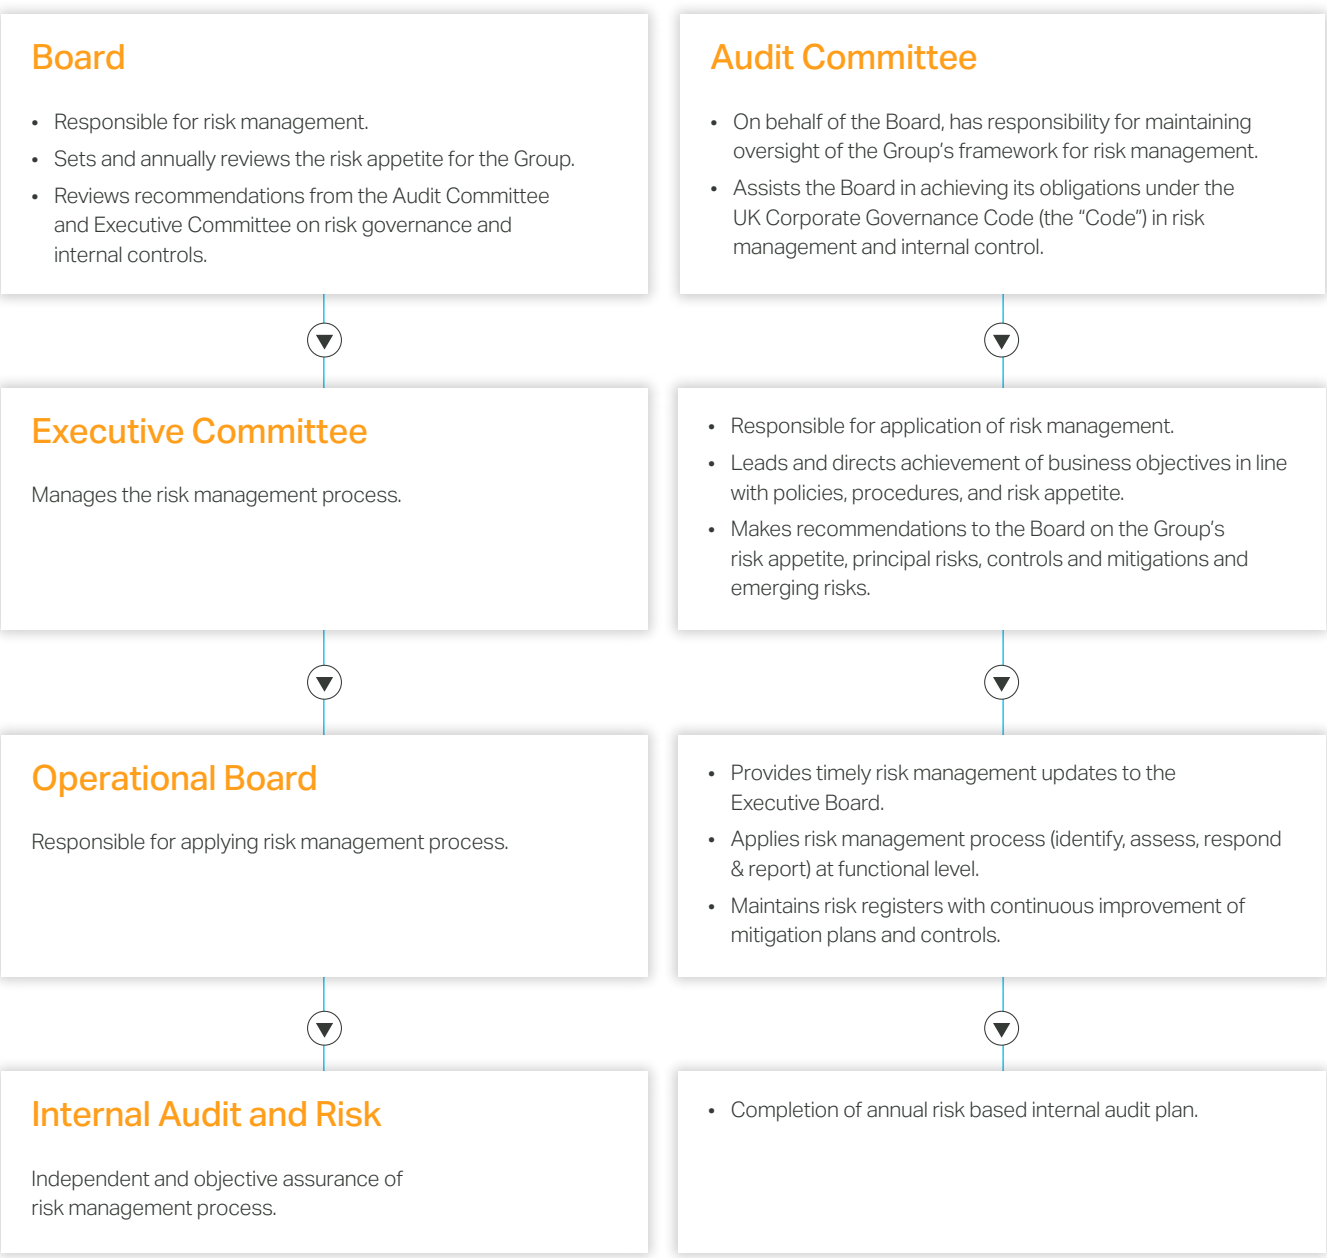 Board
• Responsible for risk management.
• Sets and annually reviews the risk appetite for the Group.
• Reviews recommendations from the Audit Committee
and Executive Committee on risk governance and
internal controls.
Audit Committee
• On behalf of the Board, has responsibility for maintaining
oversight of the Group’s framework for risk management.
• Assists the Board in achieving its obligations under the
UK Corporate Governance Code (the “Code”) in risk
management and internal control.
Executive Committee
Manages the risk management process.
• Responsible for application of risk management.
• Leads and directs achievement of business objectives in line
with policies, procedures, and risk appetite.
• Makes recommendations to the Board on the Group’s
risk appetite, principal risks, controls and mitigations and
emerging risks.
Operational Board
Responsible for applying risk management process.
• Provides timely risk management updates to the
Executive Board.
• Applies risk management process (identify, assess, respond
& report) at functional level.
• Maintains risk registers with continuous improvement of
mitigation plans and controls.
Internal Audit and Risk
Independent and objective assurance of
risk management process.
• Completion of annual risk based internal audit plan.